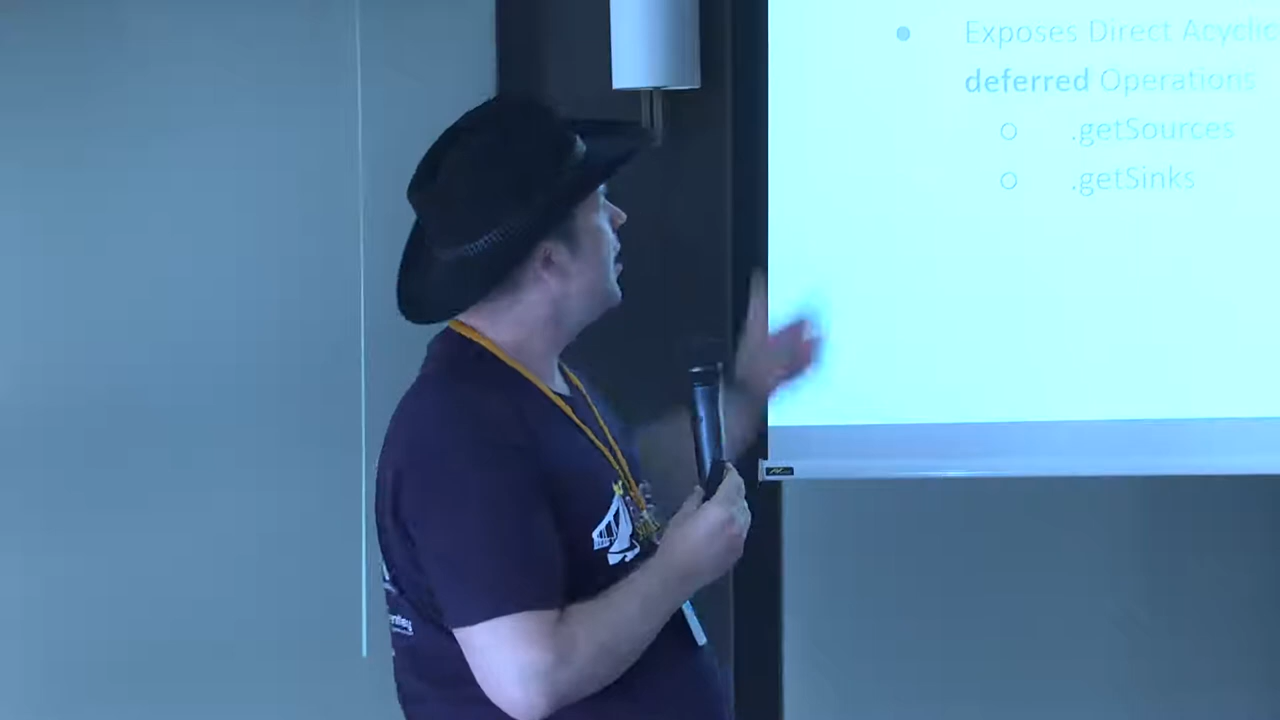 Exposes Direct Acyclic
deferred Operations
.getSources
.getSinks